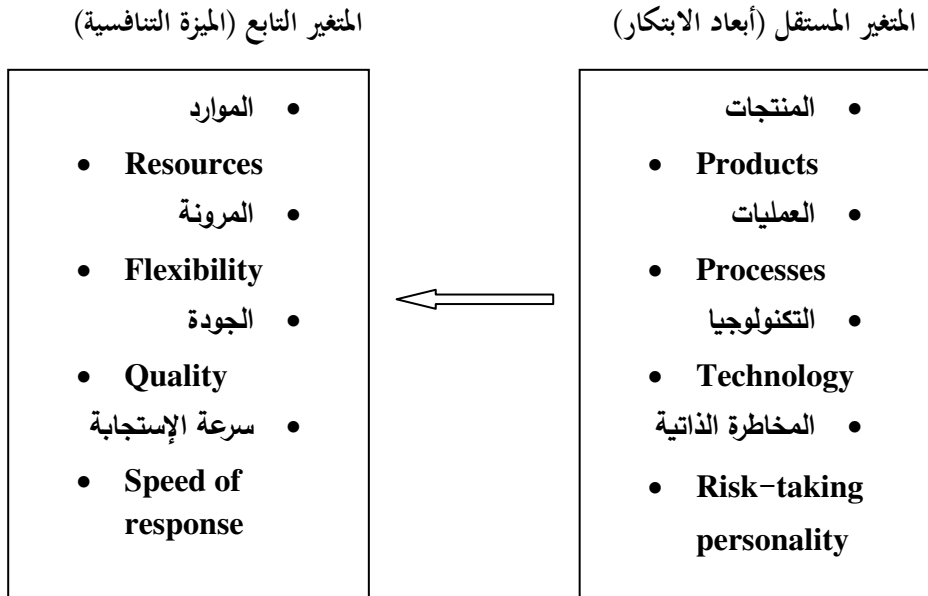 المتغير المستقل (أبعاد الابتكار)
• المنتجات
• Products
• العمليات
• Processes
• التكنولوجيا
• Technology
• المخاطرة الذاتية
• Risk-taking
personality
المتغير التابع (الميزة التنافسية)
• الموارد
• Resources
• المرونة
• Flexibility
• الجودة
• Quality
• سرعة الإستجابة
• Speed of
response